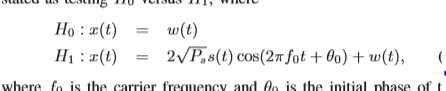 stated as testing H₀ versus H₁, where
H₀ : x(t) = w(t)
H₁ : x(t) = 2√Pₛs(t) cos(2πf₀t + θ₀) + w(t), (
where f₀ is the carrier frequency and θ₀ is the initial phase of t